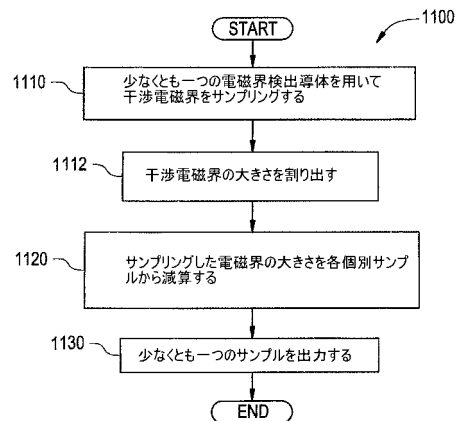 START
1100
1110
少なくとも一つの電磁界検出導体を用いて
干渉電磁界をサンプリングする
1112
干渉電磁界の大きさを割り出す
1120
サンプリングした電磁界の大きさを各個別サンプ
ルから減算する
1130
少なくとも一つのサンプルを出力する
END